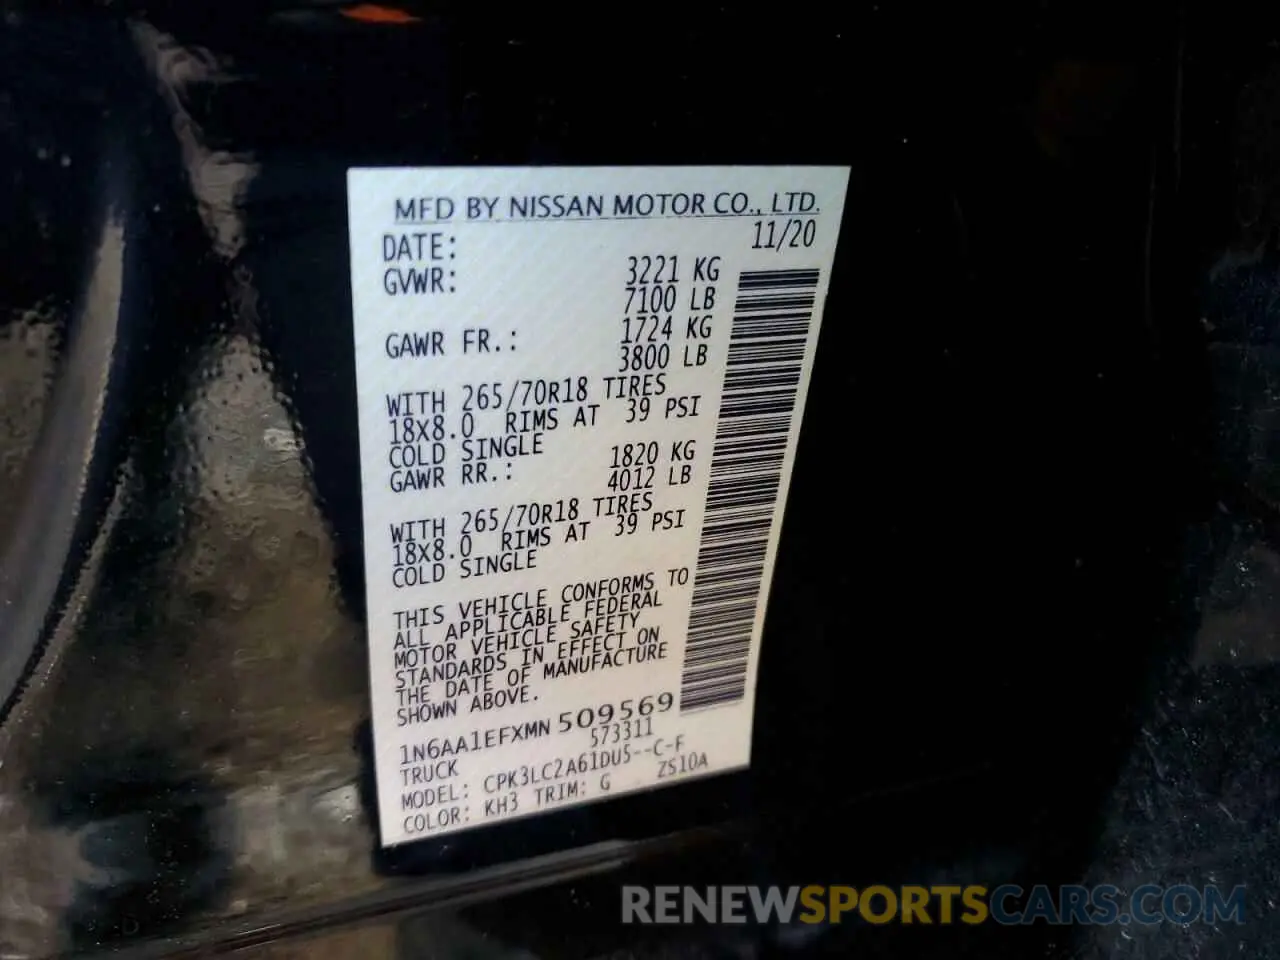 MFD BY NISSAN MOTOR CO., LTD.
DATE: 11/20
GVWR: 3221 KG
7100 LB
GAWR FR.: 1724 KG
3800 LB
WITH 265/70R18 TIRES
18X8.0 RIMS AT 39 PSI
COLD SINGLE
GAWR RR.: 1820 KG
4012 LB
WITH 265/70R18 TIRES
18X8.0 RIMS AT 39 PSI
COLD SINGLE
THIS VEHICLE CONFORMS TO
ALL APPLICABLE FEDERAL
MOTOR VEHICLE SAFETY
STANDARDS IN EFFECT ON
THE DATE OF MANUFACTURE
SHOWN ABOVE.
1N6AA1EFXMN 509569
TRUCK 573311
MODEL: CPK3LC2A61DU5--C-F
COLOR: KH3 TRIM: G ZS10A
RENEWSPORTSCARS.COM